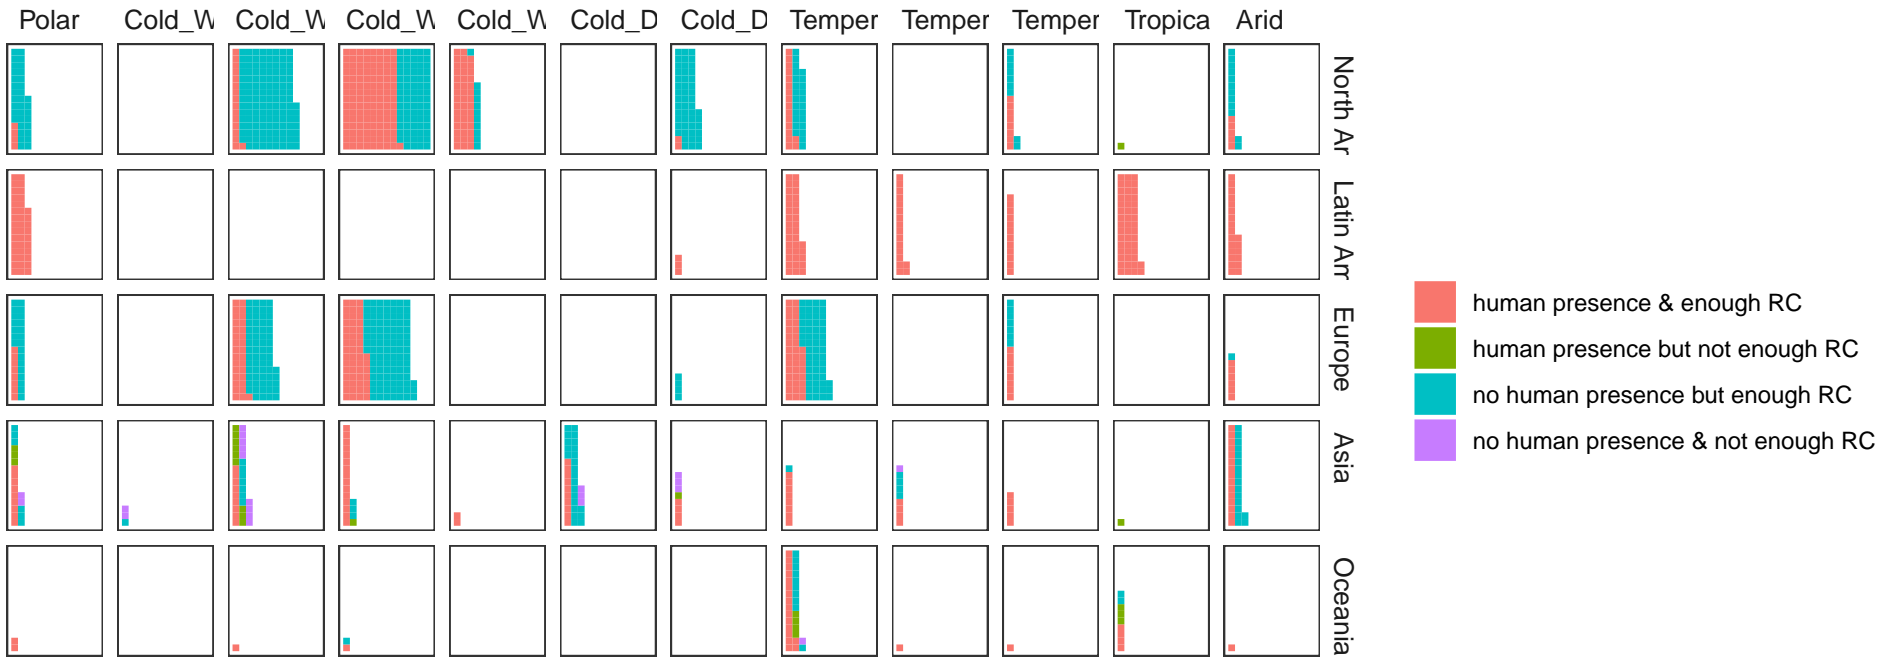 Polar Cold_W Cold_W Cold_W Cold_W Cold_D Cold_D Temper Temper Temper Tropica Arid
North Ar
Latin Am
Europe
Asia
Oceania
human presence & enough RC
human presence but not enough RC
no human presence but enough RC
no human presence & not enough RC